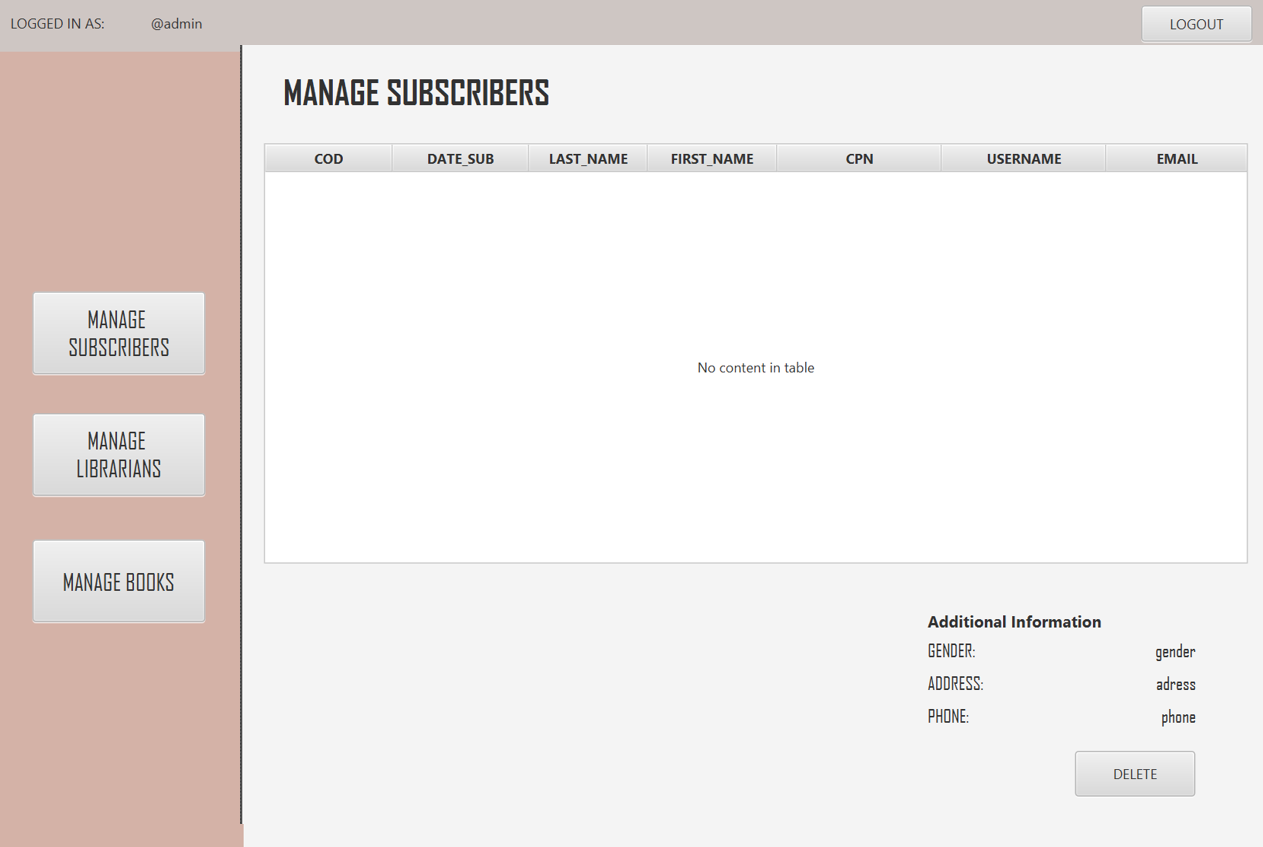 LOGGED IN AS: @admin LOGOUT
MANAGE SUBSCRIBERS
COD DATE_SUB LAST_NAME FIRST_NAME CPN USERNAME EMAIL
No content in table
MANAGE
SUBSCRIBERS
MANAGE
LIBRARIANS
MANAGE BOOKS
Additional Information
GENDER: gender
ADDRESS: adress
PHONE: phone
DELETE